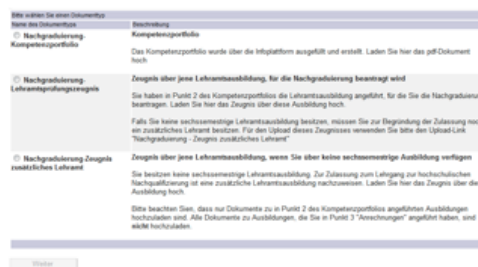 Bitte wählen Sie einen Dokumenttyp
Name des Dokumenttyps Beschreibung
Nachgraduierung-Kompetenzportfolio
Kompetenzportfolio
Das Kompetenzportfolio wurde über die Infoplattform ausgefüllt und erstellt. Laden Sie hier das pdf-Dokument
hoch
Nachgraduierung-
Lehramtsprüfungszeugnis
Zeugnis über jene Lehramtsausbildung, für die Nachgraduierung beantragt wird
Sie haben in Punkt 2 des Kompetenzportfolios die Lehramtsausbildung angeführt, für die Sie die Nachgraduieru
beantragen. Laden Sie hier das Zeugnis über diese Ausbildung hoch.
Falls Sie keine sechssemestrige Lehramtsausbildung besitzen, müssen Sie zur Begründung der Zulassung noc
ein zusätzliches Lehramt besitzen. Für den Upload dieses Zeugnisses verwenden Sie bitte den Upload-Link
"Nachgraduierung - Zeugnis zusätzliches Lehramt"
Nachgraduierung-Zeugnis
zusätzliches Lehramt
Zeugnis über jene Lehramtsausbildung, wenn Sie über keine sechssemestrige Ausbildung verfügen
Sie besitzen keine sechssemestrige Lehramtsausbildung. Zur Zulassung zum Lehrgang zur hochschulischen
Nachqualifizierung ist eine zusätzliche Lehramtsausbildung nachzuweisen. Laden Sie hier das Zeugnis über die
Ausbildung hoch.
Bitte beachten Sien, dass nur Dokumente zu in Punkt 2 des Kompetenzportfolios angeführten Ausbildungen
hochzuladen sind. Alle Dokumente zu Ausbildungen, die Sie in Punkt 3 "Anrechnungen" angeführt haben, sind
nicht hochzuladen.
Weiter